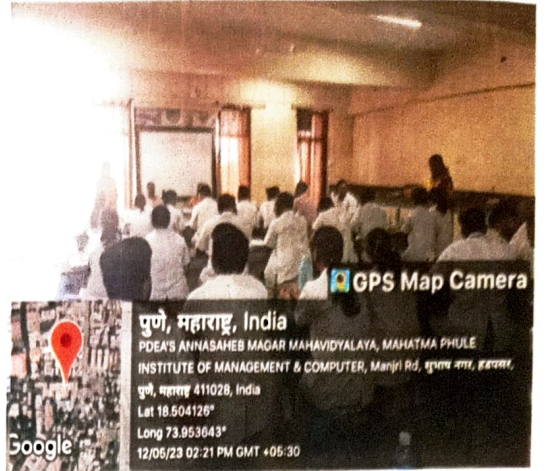 GPS Map Camera
पुणे, महाराष्ट्र, India
PDEA'S ANNASAHEB MAGAR MAHAVIDYALAYA, MAHATMA PHULE
INSTITUTE OF MANAGEMENT & COMPUTER, Manjri Rd, सुभाष नगर, हडपसर,
पुणे, महाराष्ट्र 411028, India
Lat 18.504126°
Long 73.953643°
12/05/23 02:21 PM GMT +05:30
Google